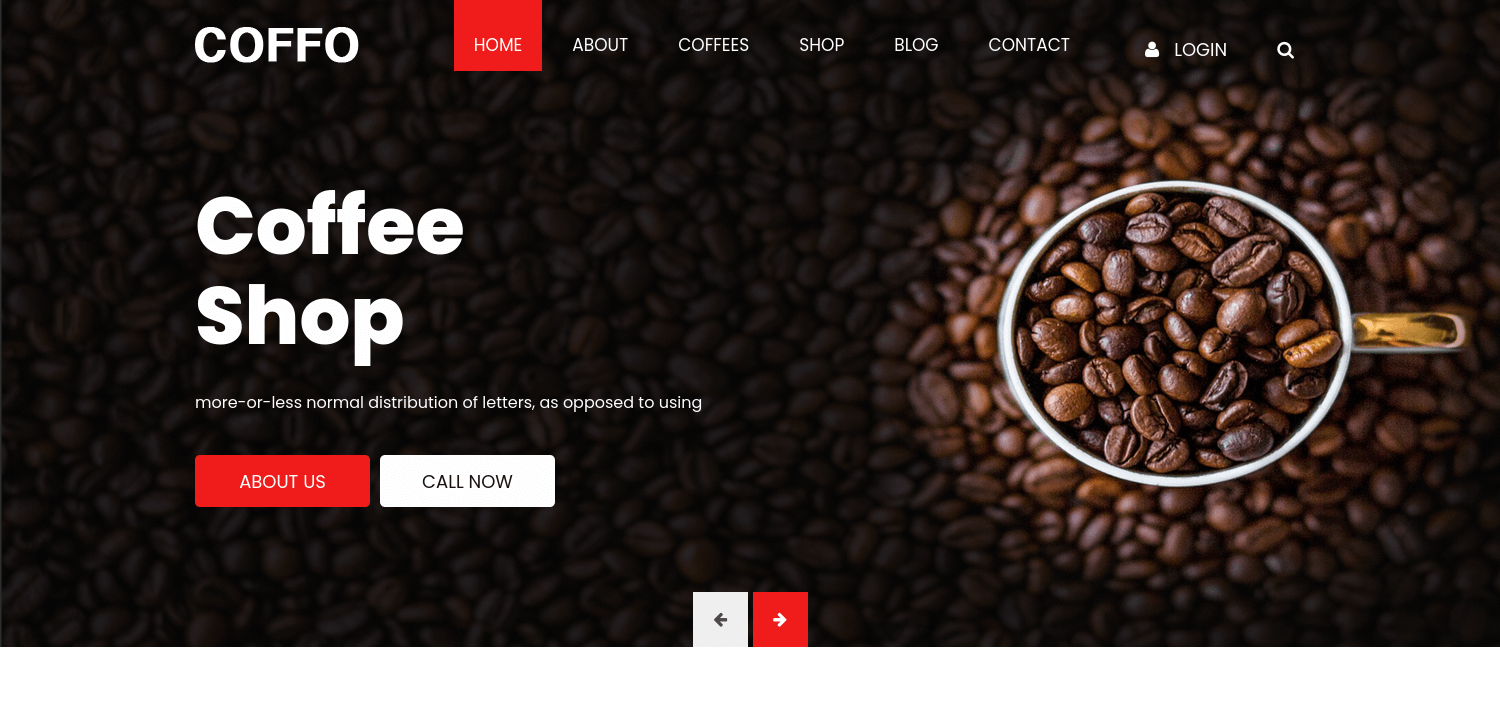 COFFO
HOME ABOUT COFFEES SHOP BLOG CONTACT LOGIN
Coffee
Shop
more-or-less normal distribution of letters, as opposed to using
ABOUT US CALL NOW